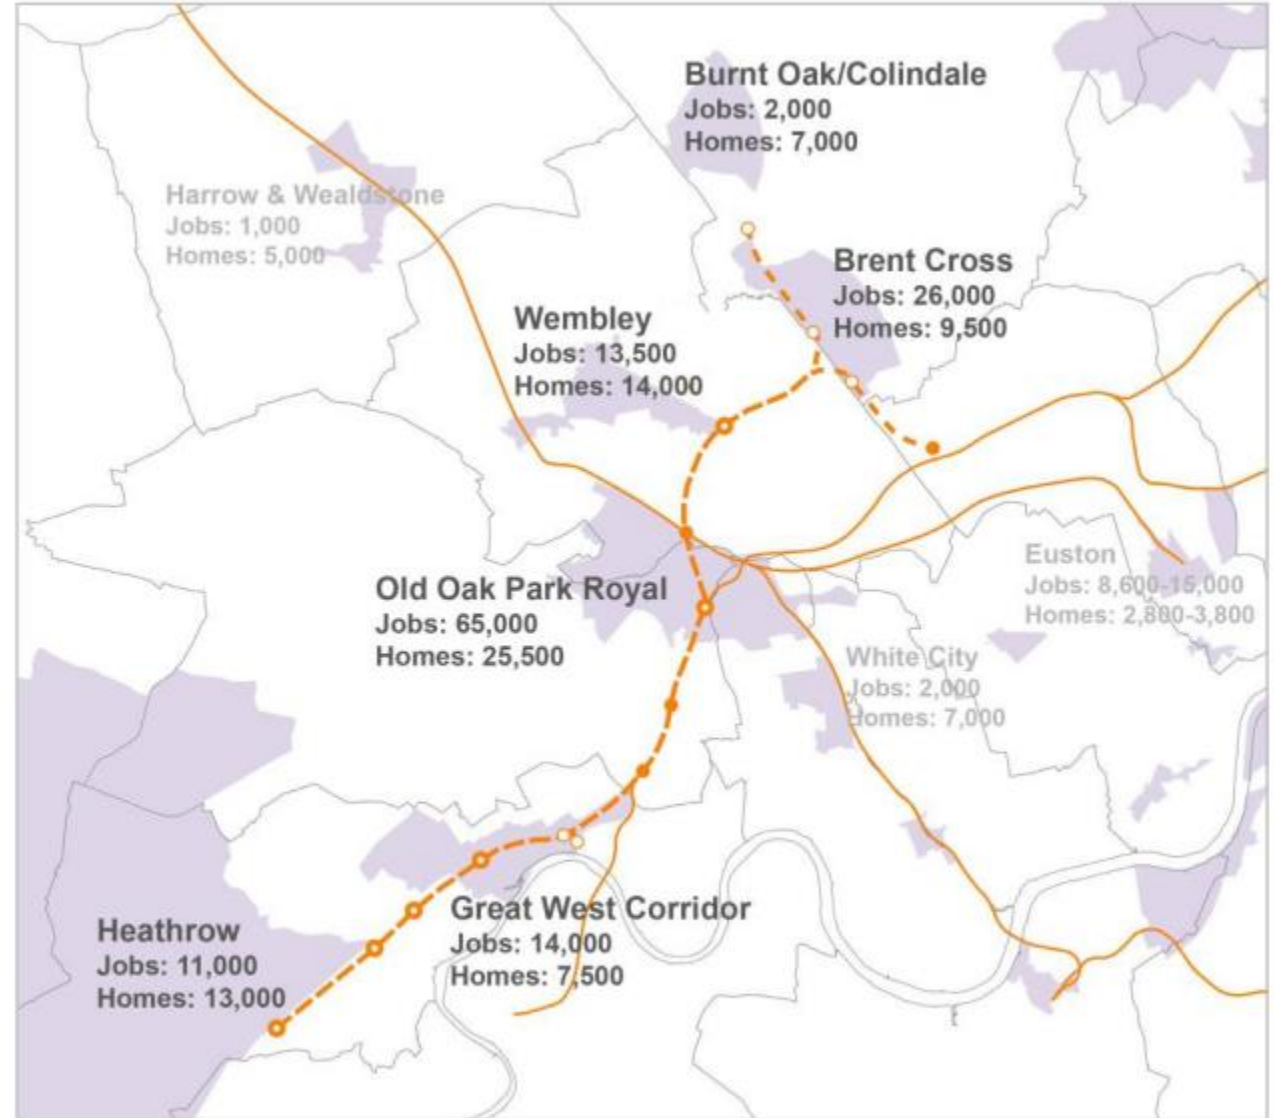 Burnt Oak/Colindale
Jobs: 2,000
Homes: 7,000
Harrow & Wealdstone
Jobs: 1,000
Homes: 5,000
Brent Cross
Jobs: 26,000
Homes: 9,500
Wembley
Jobs: 13,500
Homes: 14,000
Euston
Jobs: 8,600-15,000
Homes: 2,800-3,800
Old Oak Park Royal
Jobs: 65,000
Homes: 25,500
White City
Jobs: 2,000
Homes: 7,000
Great West Corridor
Jobs: 14,000
Homes: 7,500
Heathrow
Jobs: 11,000
Homes: 13,000